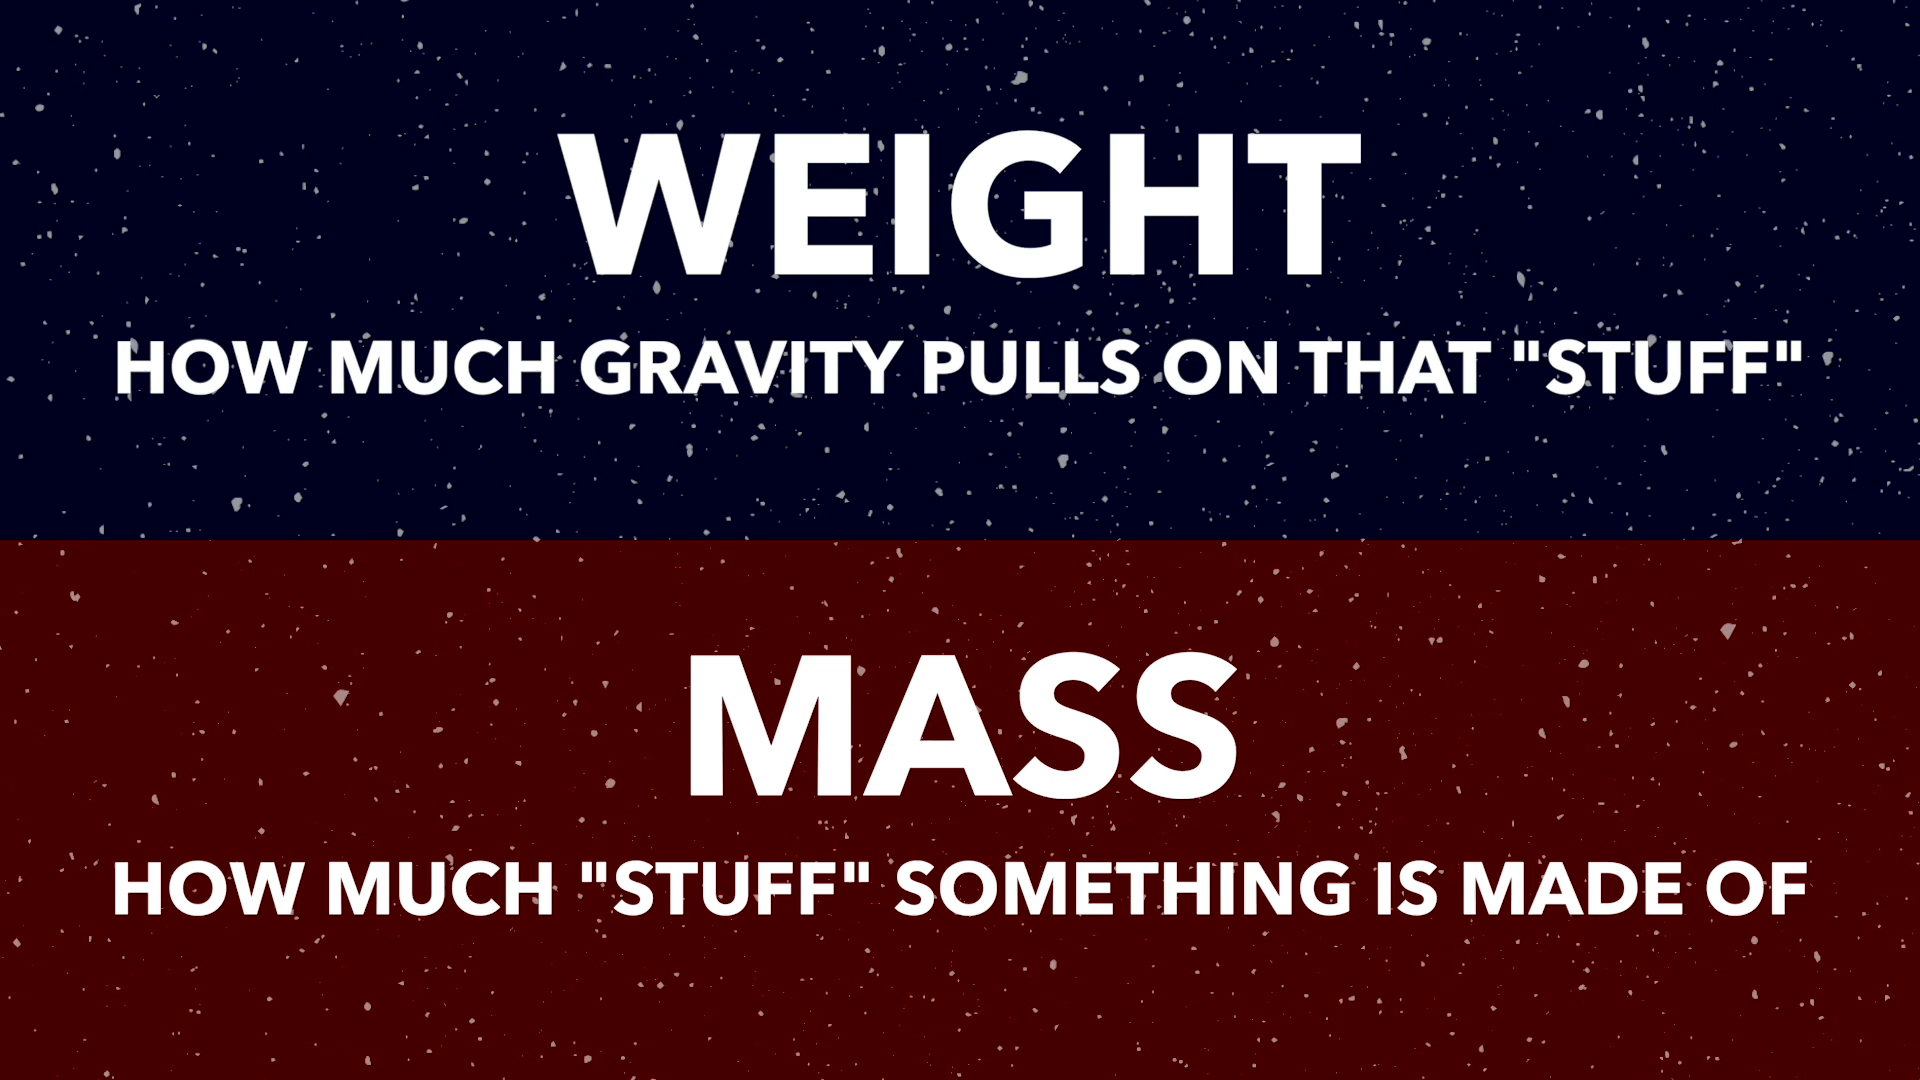 WEIGHT
HOW MUCH GRAVITY PULLS ON THAT "STUFF"
MASS
HOW MUCH "STUFF" SOMETHING IS MADE OF